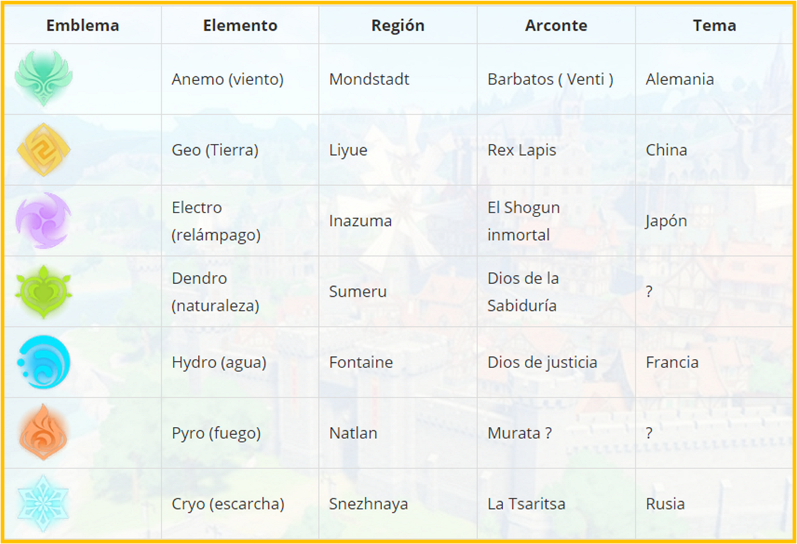 Emblema Elemento Región Arconte Tema
Anemo (viento) Mondstadt Barbatos ( Venti ) Alemania
Geo (Tierra) Liyue Rex Lapis China
Electro (relámpago) Inazuma El Shogun inmortal Japón
Dendro (naturaleza) Sumeru Dios de la Sabiduría ?
Hydro (agua) Fontaine Dios de justicia Francia
Pyro (fuego) Natlan Murata ? ?
Cryo (escarcha) Snezhnaya La Tsaritsa Rusia